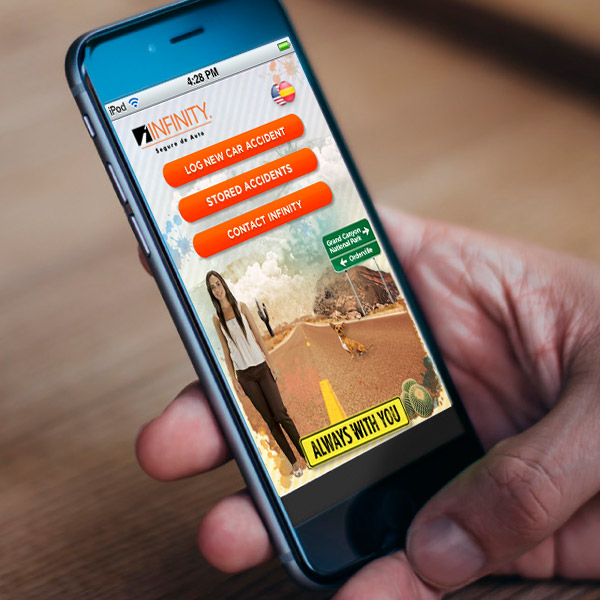 iPod 4:28 PM
INFINITY®
Seguro de Auto
LOG NEW CAR ACCIDENT
STORED ACCIDENTS
CONTACT INFINITY
Grand Canyon
National Park
Orderville
ALWAYS WITH YOU